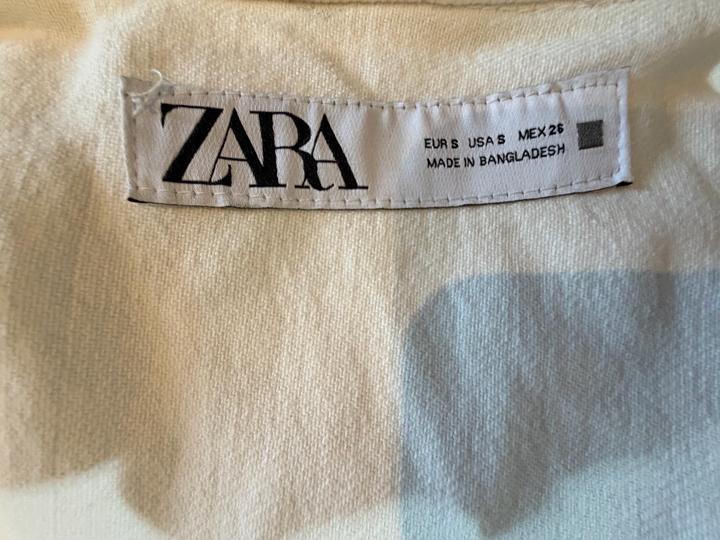 ZARA
EUR S USA S MEX 26
MADE IN BANGLADESH